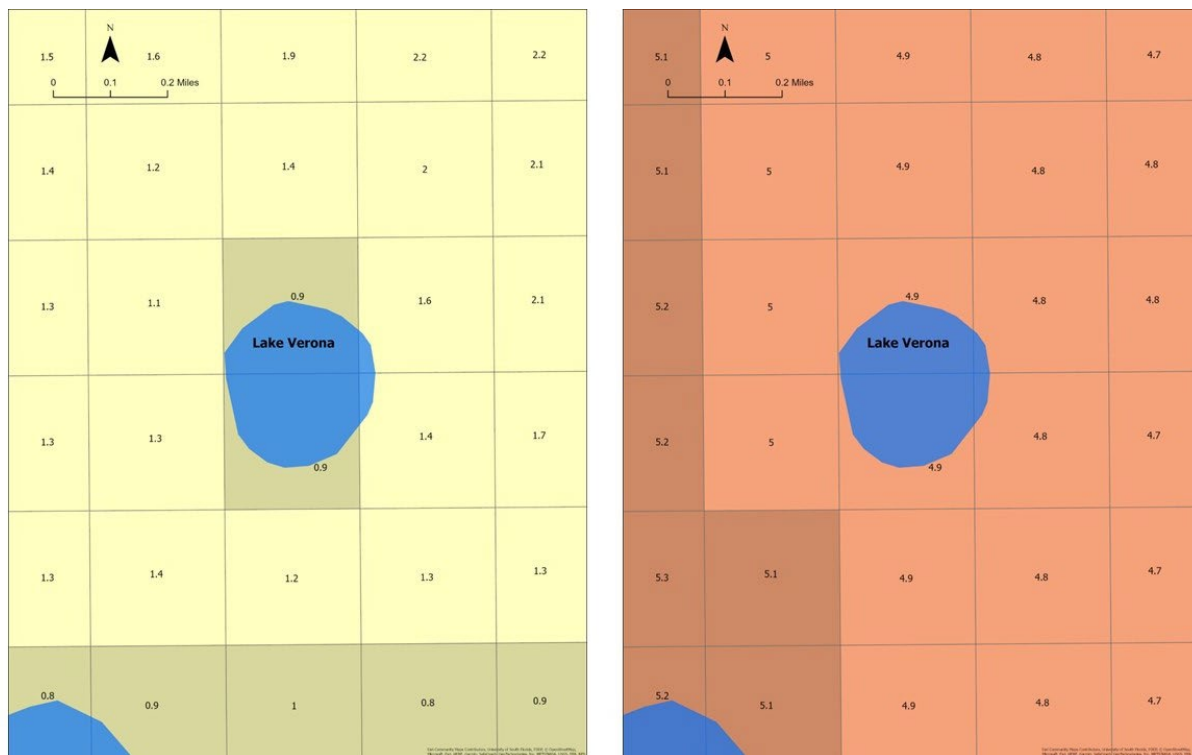 N
0 0.1 0.2 Miles
1.5 1.6 1.9 2.2 2.2
1.4 1.2 1.4 2 2.1
1.3 1.1 0.9 1.6 2.1
Lake Verona
1.3 1.3 0.9 1.4 1.7
1.3 1.4 1.2 1.3 1.3
0.8 0.9 1 0.8 0.9
N
0 0.1 0.2 Miles
5.1 5 4.9 4.8 4.7
5.1 5 4.9 4.8 4.8
5.2 5 4.9 4.8 4.8
Lake Verona
5.2 5 4.9 4.8 4.7
5.3 5.1 4.9 4.8 4.7
5.2 5.1 4.9 4.8 4.7